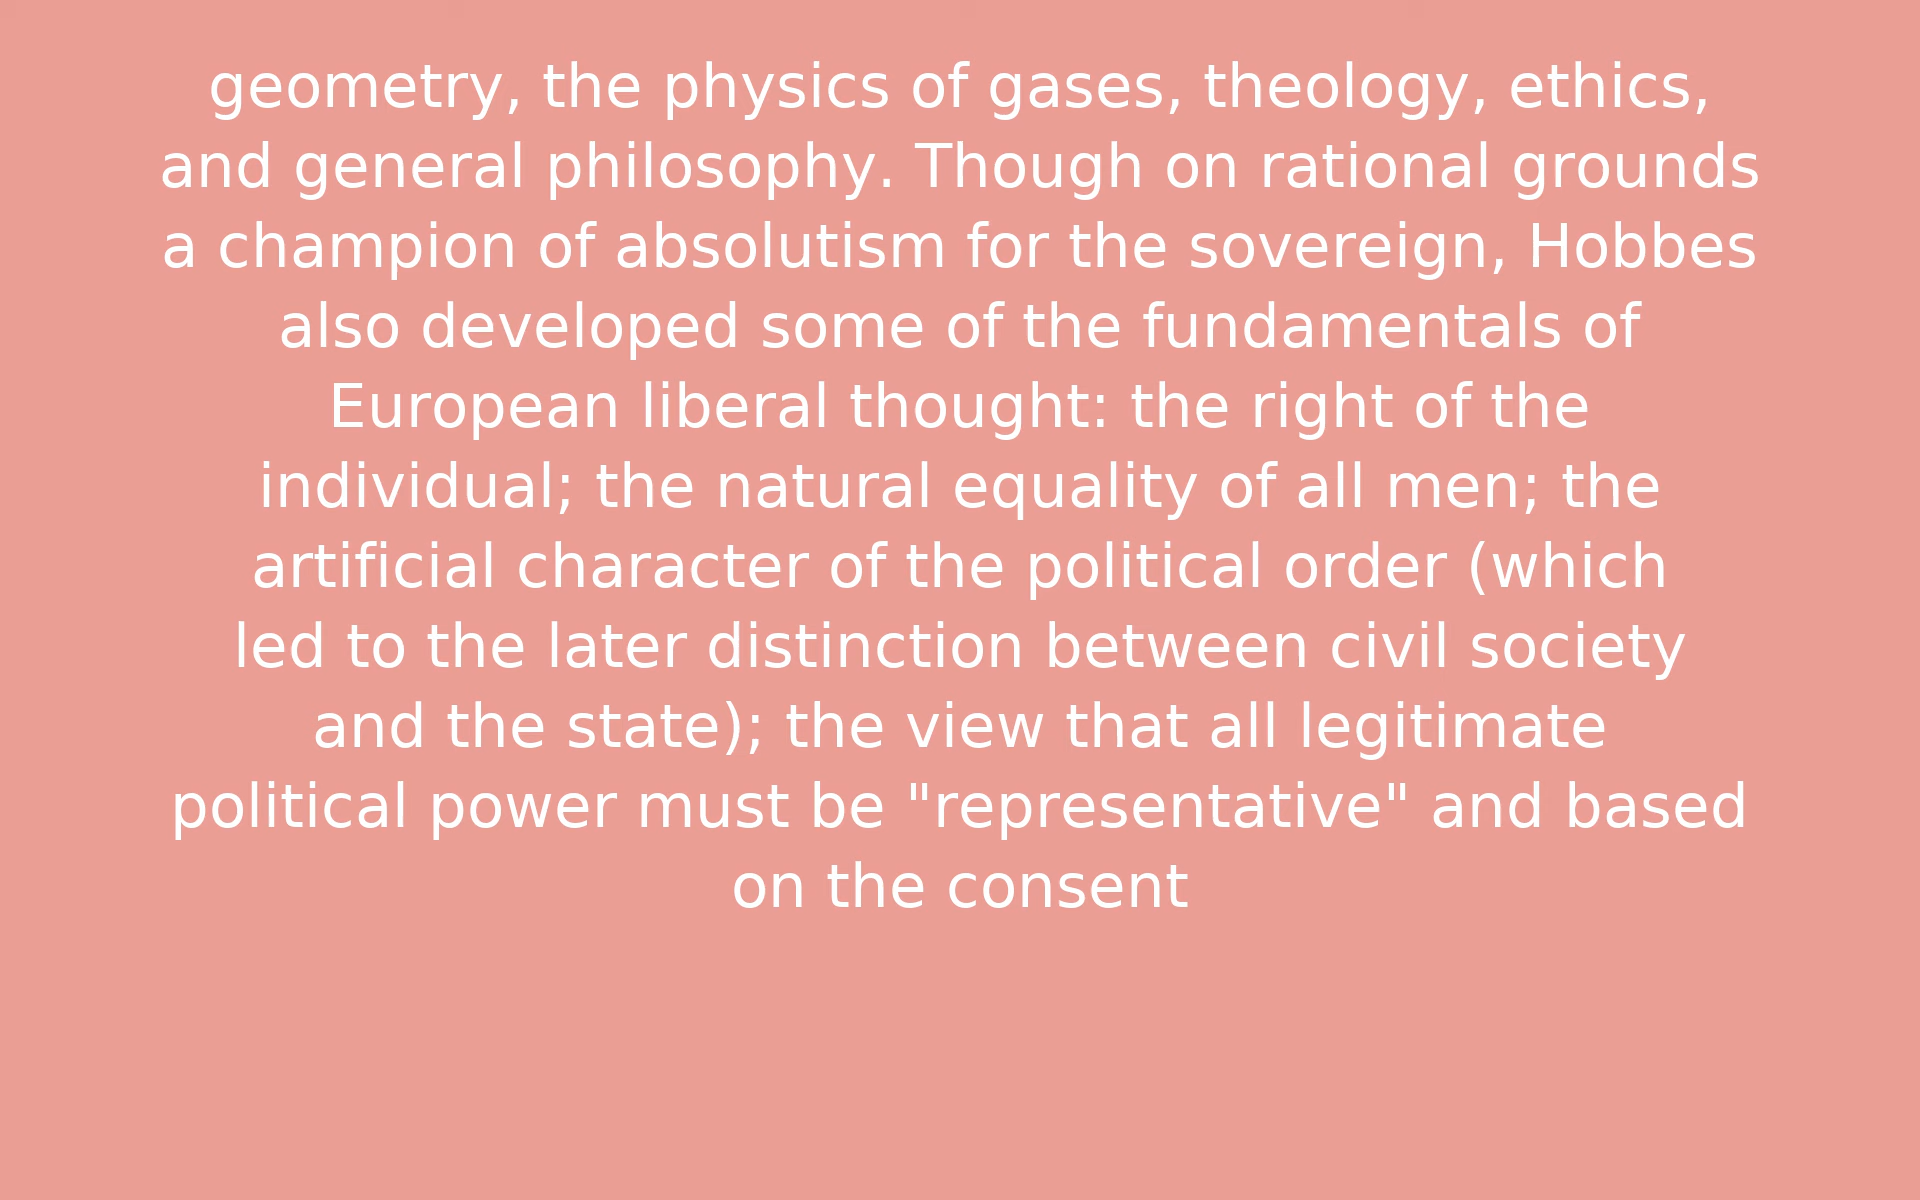 geometry, the physics of gases, theology, ethics,
and general philosophy. Though on rational grounds
a champion of absolutism for the sovereign, Hobbes
also developed some of the fundamentals of
European liberal thought: the right of the
individual; the natural equality of all men; the
artificial character of the political order (which
led to the later distinction between civil society
and the state); the view that all legitimate
political power must be "representative" and based
on the consent